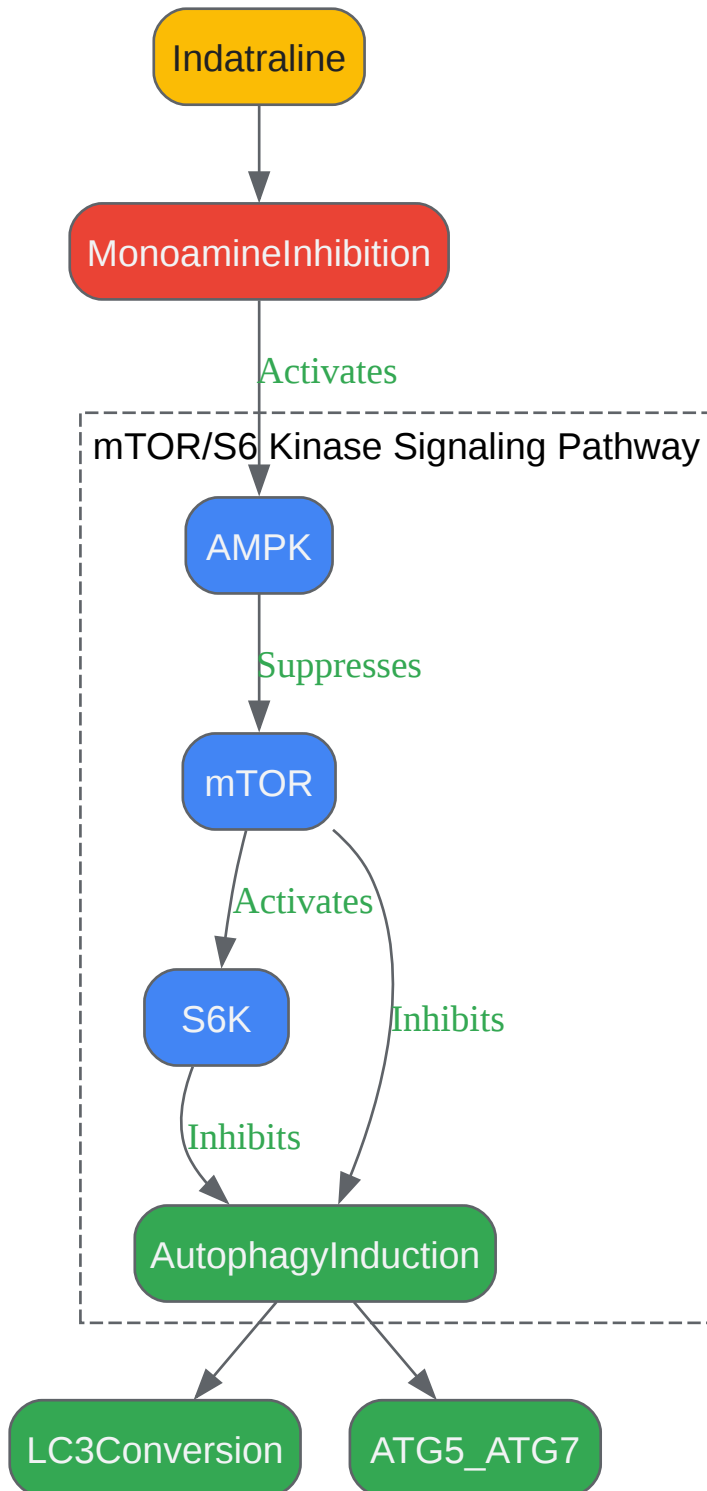 Indatraline
MonoamineInhibition
Activates
mTOR/S6 Kinase Signaling Pathway
AMPK
Suppresses
mTOR
Activates
S6K
Inhibits
Inhibits
AutophagyInduction
LC3Conversion
ATG5_ATG7